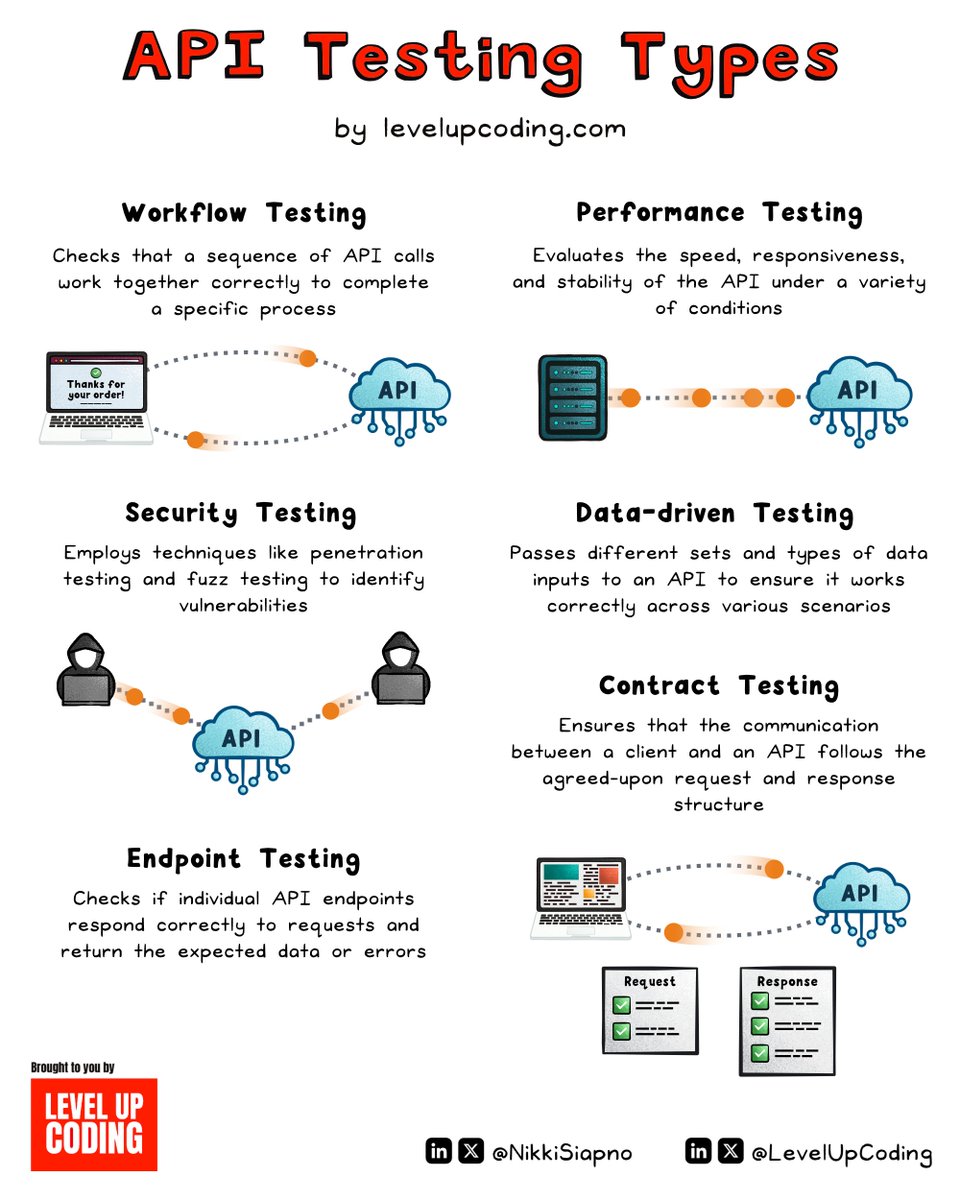 API Testing Types
by levelupcoding.com
Workflow Testing
Checks that a sequence of API calls
work together correctly to complete
a specific process
Thanks for
your order!
API
Performance Testing
Evaluates the speed, responsiveness,
and stability of the API under a variety
of conditions
API
Security Testing
Employs techniques like penetration
testing and fuzz testing to identify
vulnerabilities
API
Data-driven Testing
Passes different sets and types of data
inputs to an API to ensure it works
correctly across various scenarios
Contract Testing
Ensures that the communication
between a client and an API follows the
agreed-upon request and response
structure
API
Request
Response
Endpoint Testing
Checks if individual API endpoints
respond correctly to requests and
return the expected data or errors
Brought to you by
LEVEL UP
CODING
in X @NikkiSiapno
in X @LevelUpCoding